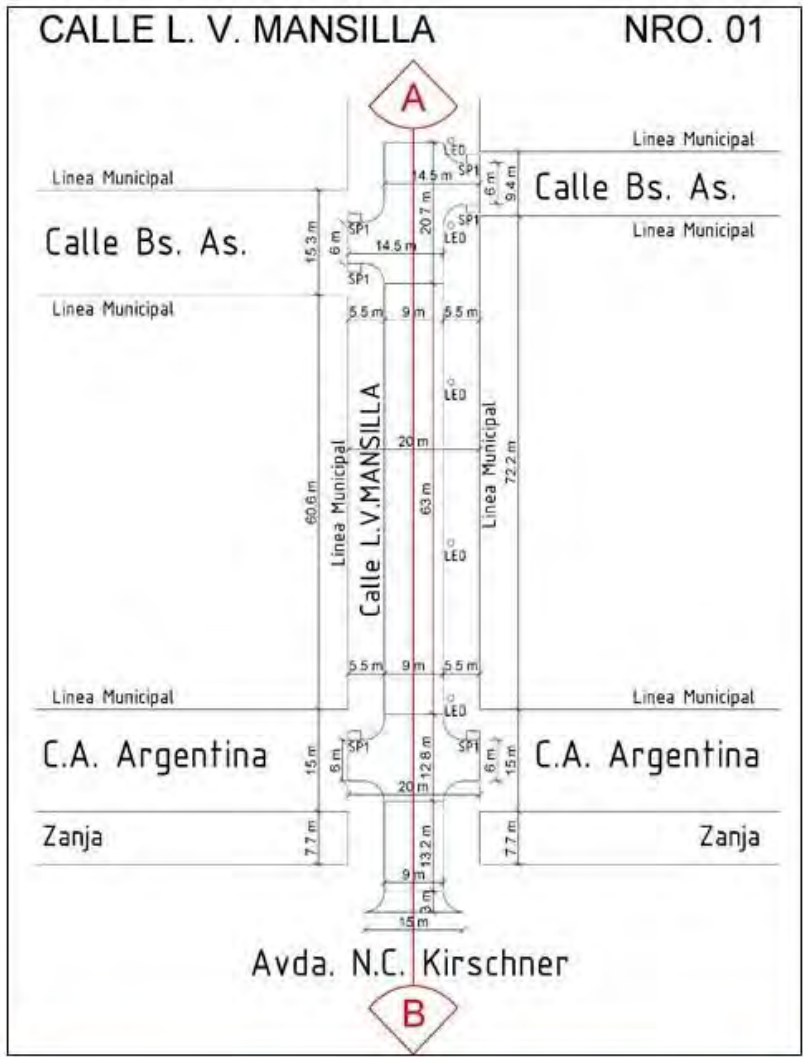 CALLE L. V. MANSILLA NRO. 01
A
Linea Municipal
Linea Municipal
Calle Bs. As.
Calle Bs. As.
Linea Municipal
Linea Municipal
LED
SP1
14.5 m
6 m
9.4 m
20.7 m
SP1
LED
SP1
14.5 m
15.3 m
6 m
SP1
5.5 m 9 m 5.5 m
LED
20 m
Linea Municipal
Calle L.V.MANSILLA
Linea Municipal
60.6 m
63 m
72.2 m
LED
5.5 m 9 m 5.5 m
Linea Municipal
Linea Municipal
LED
C.A. Argentina
C.A. Argentina
SP1
SP1
15 m
6 m
12.8 m
6 m
15 m
20 m
Zanja
Zanja
7.7 m
13.2 m
7.7 m
9 m
3 m
15 m
Avda. N.C. Kirschner
B